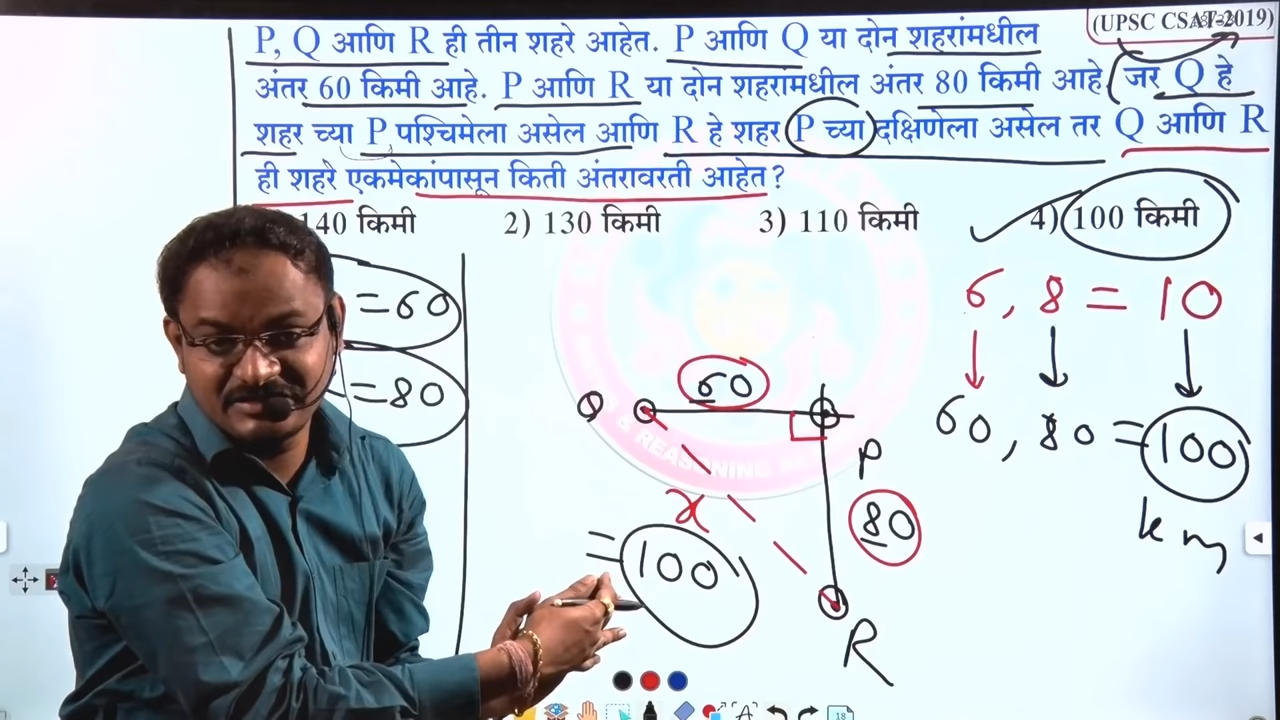 (UPSC CSAT-2019)
P, Q आणि R ही तीन शहरे आहेत. P आणि Q या दोन शहरांमधील
अंतर 60 किमी आहे. P आणि R या दोन शहरांमधील अंतर 80 किमी आहे. जर Q हे
शहर च्या P पश्चिमेला असेल आणि R हे शहर P च्या दक्षिणेला असेल तर Q आणि R
ही शहरे एकमेकांपासून किती अंतरावरती आहेत?
140 किमी 2) 130 किमी 3) 110 किमी 4) 100 किमी
= 60
= 80
6, 8 = 10
60, 80 = 100
km
60
Q
P
80
x
= 100
R
& REASONING
18